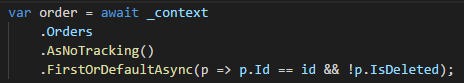 var order = await _context
    .Orders
    .AsNoTracking()
    .FirstOrDefaultAsync(p => p.Id == id && !p.IsDeleted);